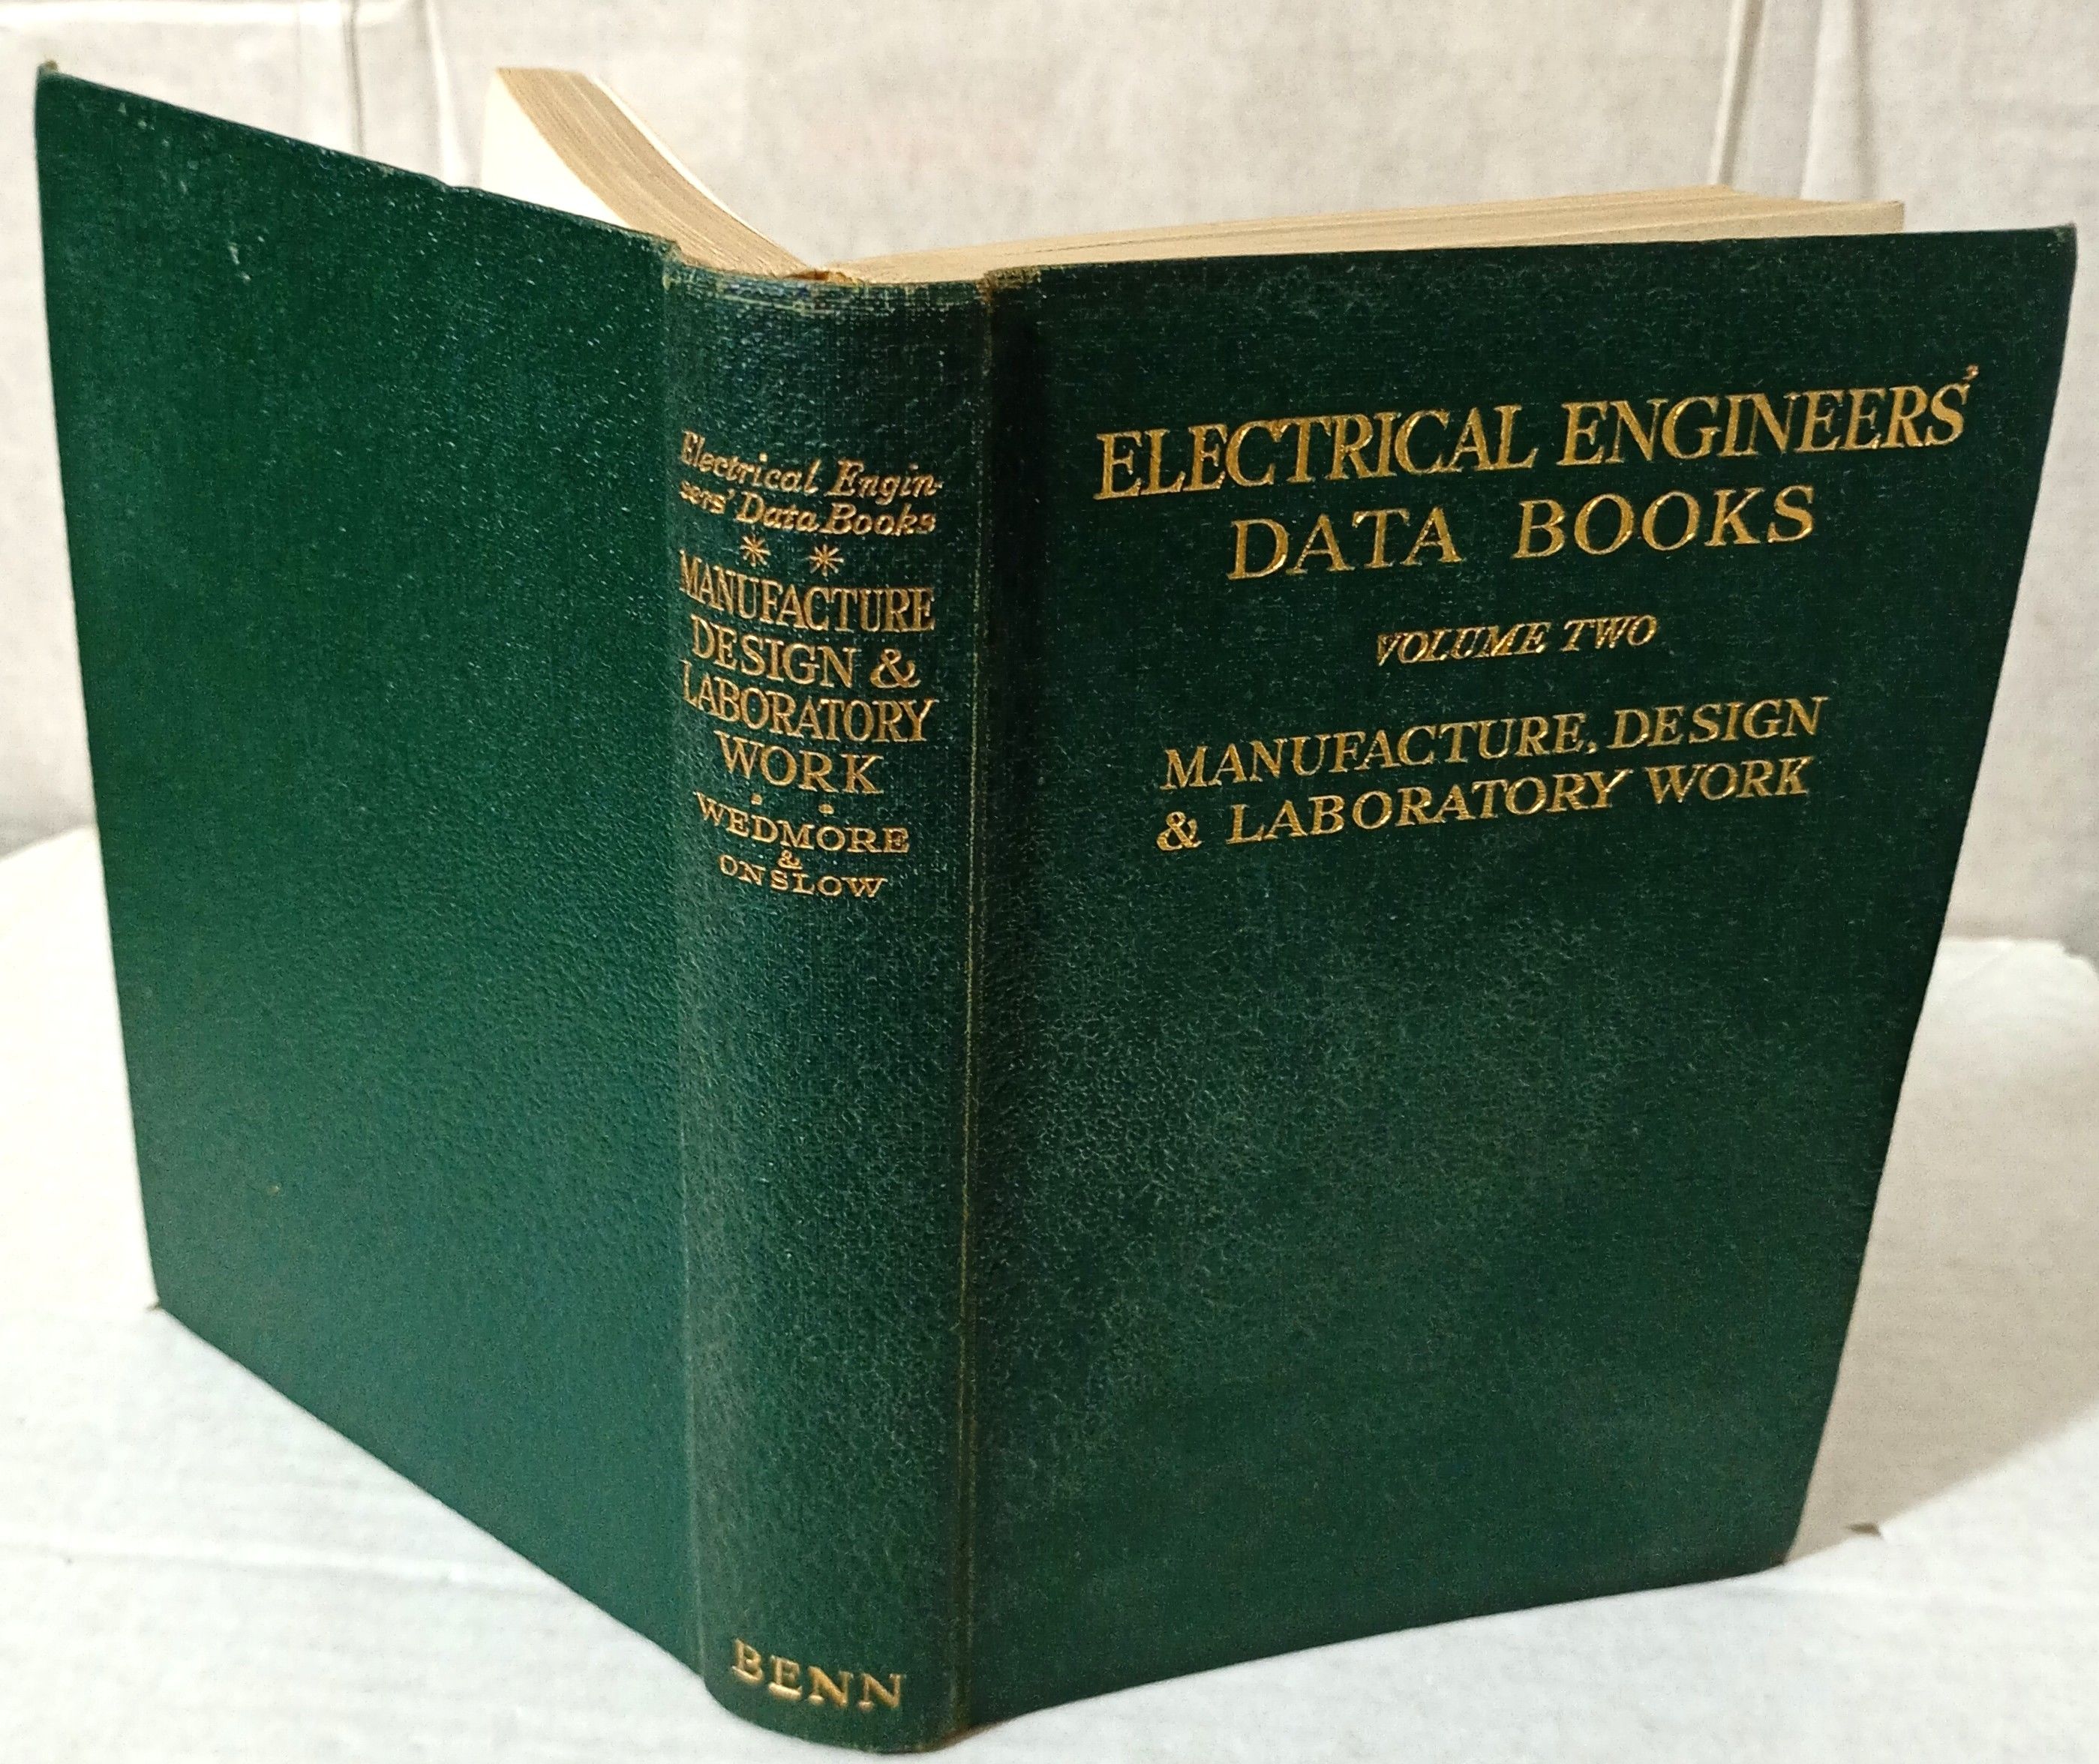 Electrical Engin-
eers' Data Books
* *
MANUFACTURE
DESIGN &
LABORATORY
WORK
WEDMORE
&
ONSLOW
BENN
ELECTRICAL ENGINEERS'
DATA BOOKS
VOLUME TWO
MANUFACTURE, DESIGN
& LABORATORY WORK